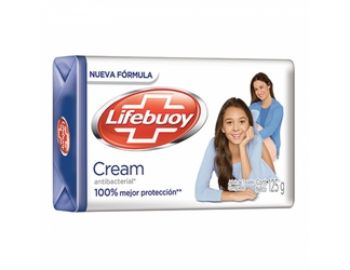 NUEVA FÓRMULA
Lifebuoy
Cream
antibacterial*
100% mejor protección**
125 g